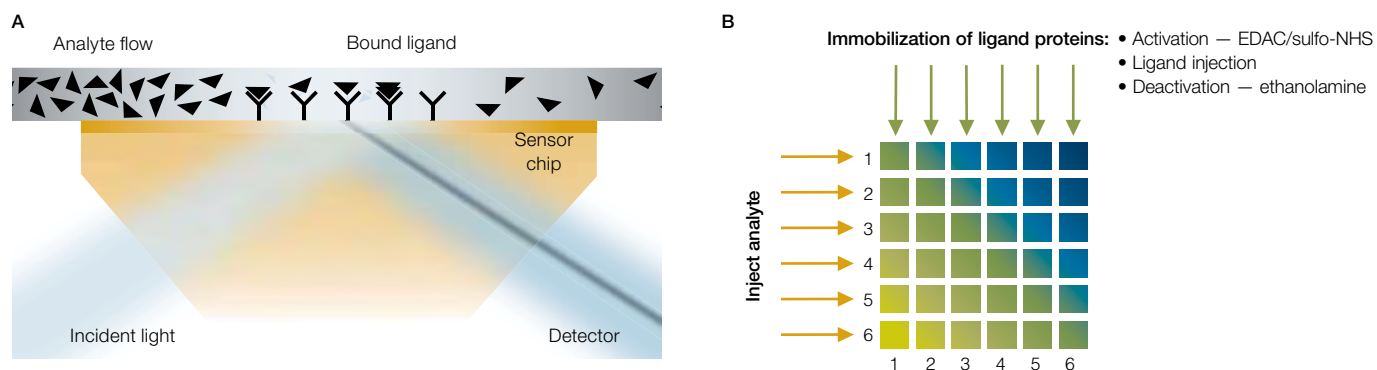 A
Analyte flow
Bound ligand
Sensor
chip
Incident light
Detector
B
Immobilization of ligand proteins:
• Activation — EDAC/sulfo-NHS
• Ligand injection
• Deactivation — ethanolamine
Inject analyte
1
2
3
4
5
6
1 2 3 4 5 6